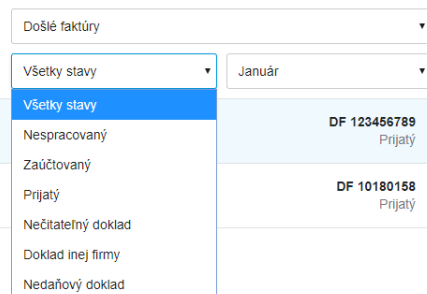 Došlé faktúry
Všetky stavy
Január
Všetky stavy
Nespracovaný
Zaúčtovaný
Prijatý
Nečitateľný doklad
Doklad inej firmy
Nedaňový doklad
DF 123456789
Prijatý
DF 10180158
Prijatý